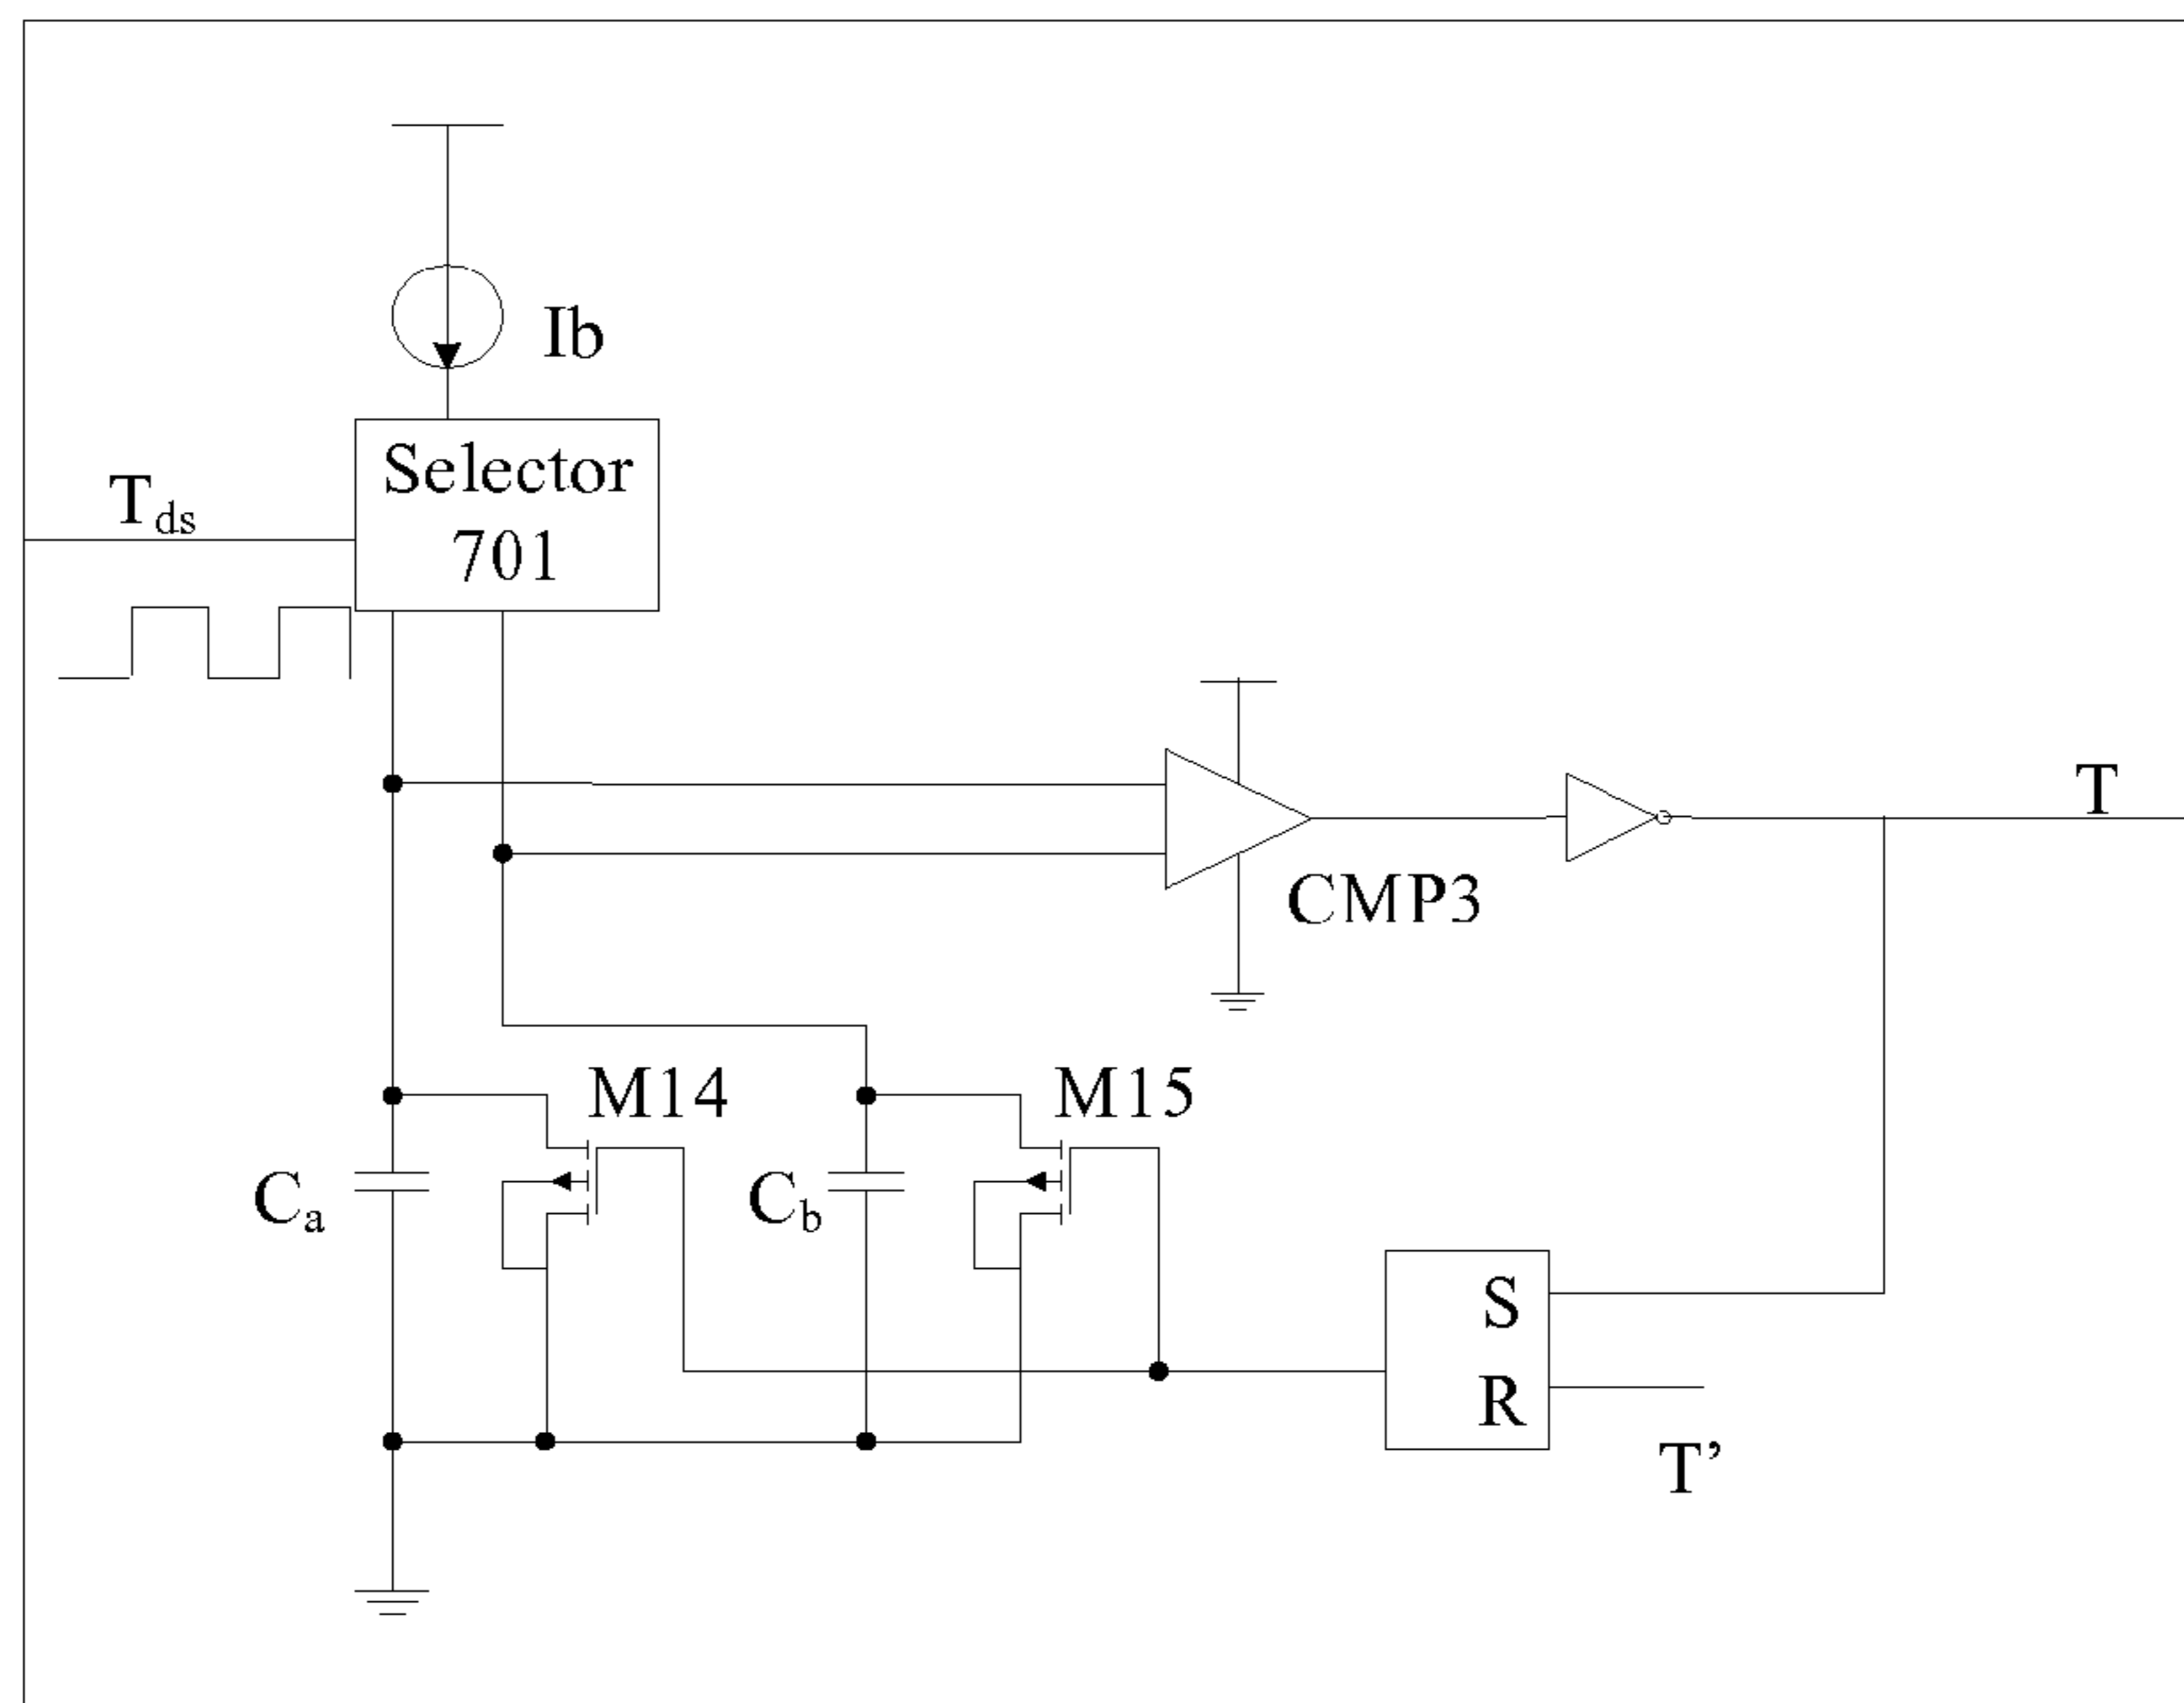 Ib
Selector
701
Tds
T
CMP3
M14
M15
Ca
Cb
S
R
T’